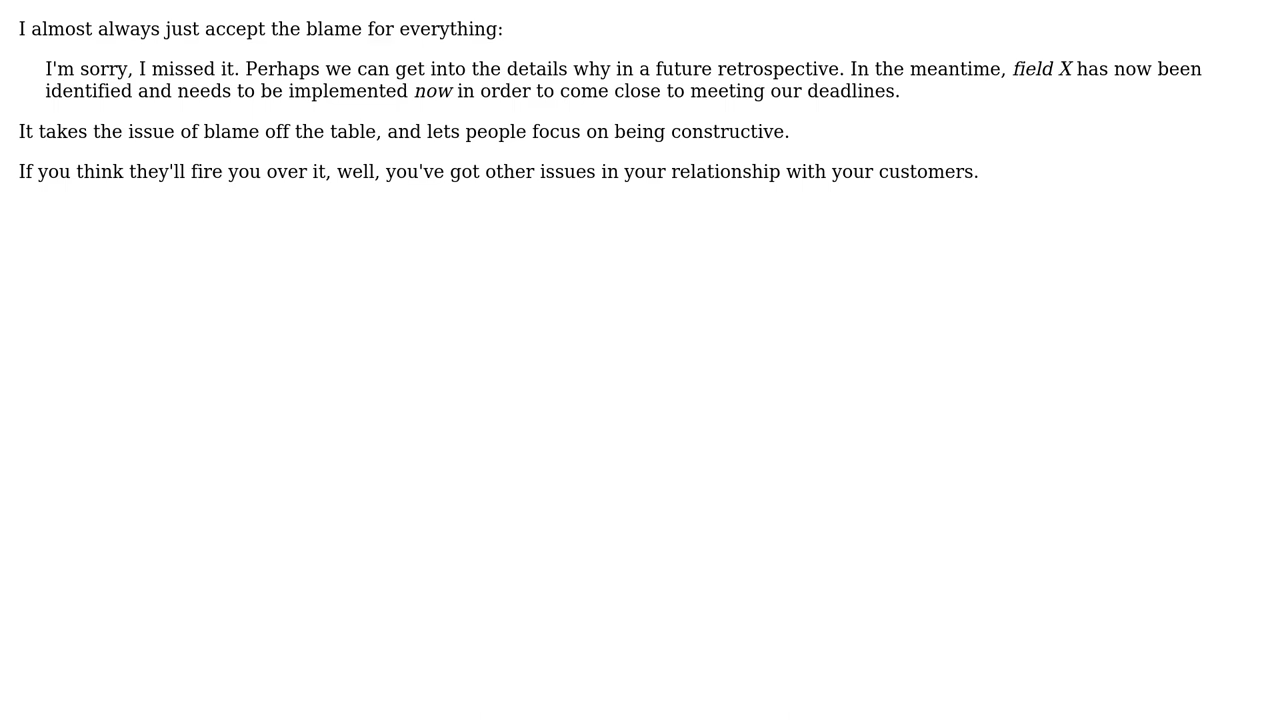 I almost always just accept the blame for everything:
I'm sorry, I missed it. Perhaps we can get into the details why in a future retrospective. In the meantime, field X has now been
identified and needs to be implemented now in order to come close to meeting our deadlines.
It takes the issue of blame off the table, and lets people focus on being constructive.
If you think they'll fire you over it, well, you've got other issues in your relationship with your customers.